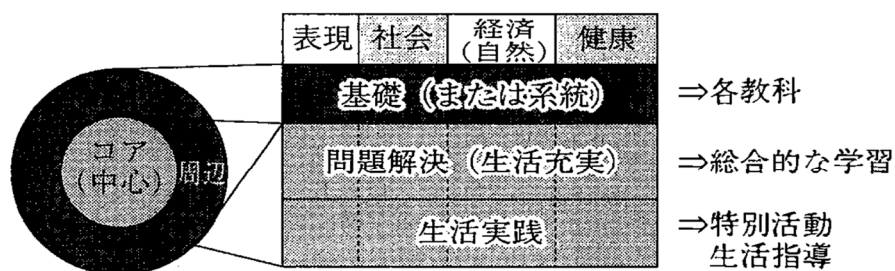 表現 社会 経済(自然) 健康
基礎(または系統) ⇒各教科
コア(中心) 周辺
問題解決(生活充実) ⇒総合的な学習
生活実践 ⇒特別活動
生活指導